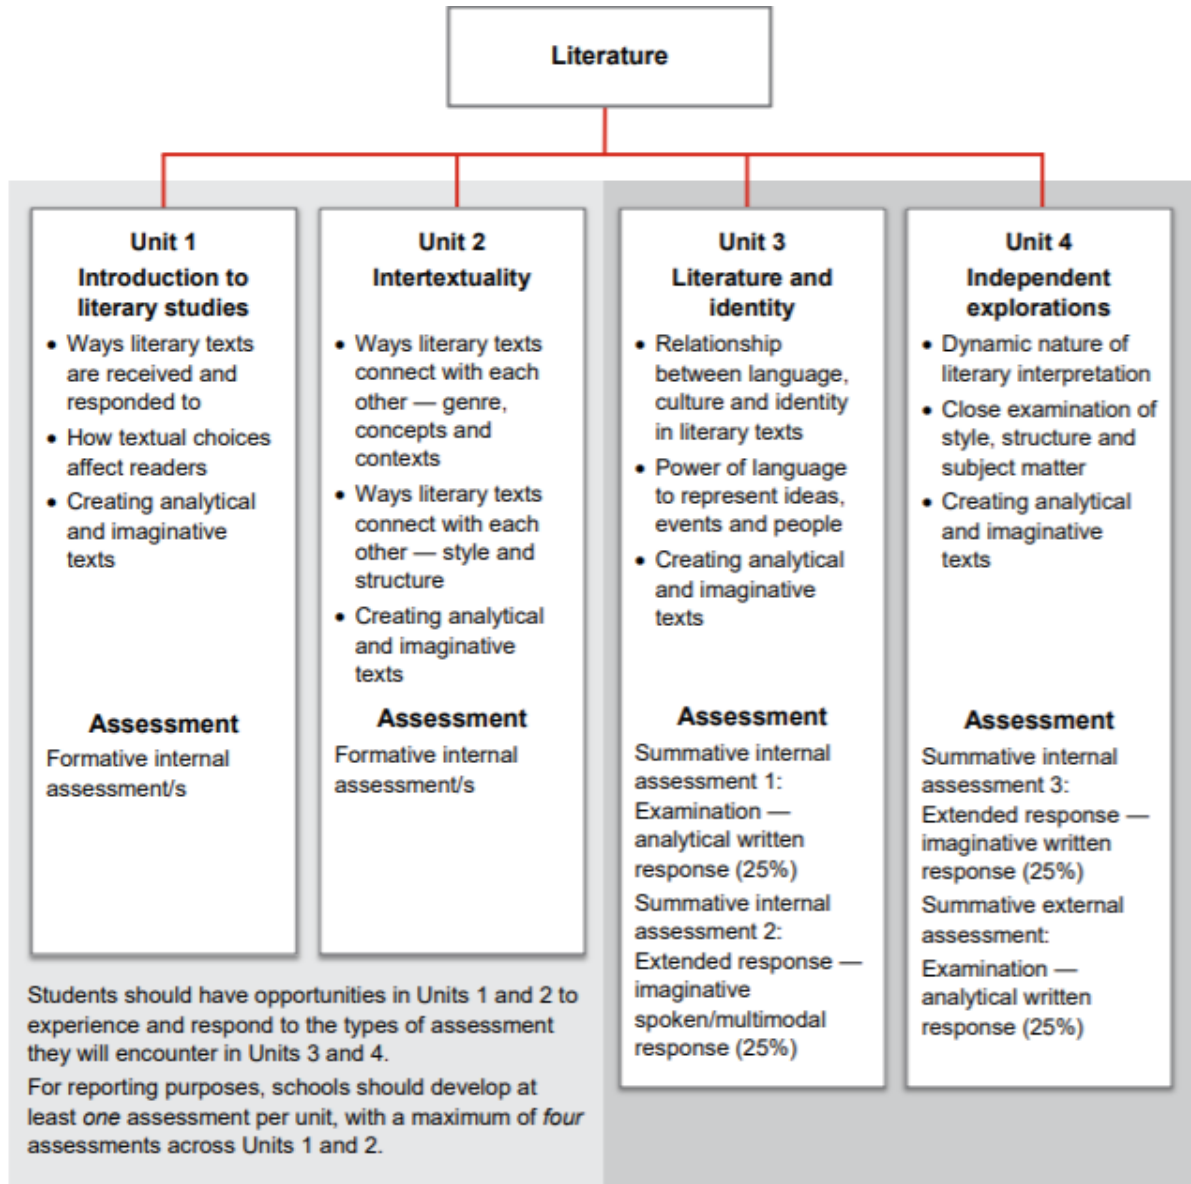 Literature
Unit 1
Introduction to
literary studies
• Ways literary texts
are received and
responded to
• How textual choices
affect readers
• Creating analytical
and imaginative
texts
Assessment
Formative internal
assessment/s
Unit 2
Intertextuality
• Ways literary texts
connect with each
other — genre,
concepts and
contexts
• Ways literary texts
connect with each
other — style and
structure
• Creating analytical
and imaginative
texts
Assessment
Formative internal
assessment/s
Unit 3
Literature and
identity
• Relationship
between language,
culture and identity
in literary texts
• Power of language
to represent ideas,
events and people
• Creating analytical
and imaginative
texts
Assessment
Summative internal
assessment 1:
Examination —
analytical written
response (25%)
Summative internal
assessment 2:
Extended response —
imaginative
spoken/multimodal
response (25%)
Unit 4
Independent
explorations
• Dynamic nature of
literary interpretation
• Close examination of
style, structure and
subject matter
• Creating analytical
and imaginative
texts
Assessment
Summative internal
assessment 3:
Extended response —
imaginative written
response (25%)
Summative external
assessment:
Examination —
analytical written
response (25%)
Students should have opportunities in Units 1 and 2 to
experience and respond to the types of assessment
they will encounter in Units 3 and 4.
For reporting purposes, schools should develop at
least one assessment per unit, with a maximum of four
assessments across Units 1 and 2.